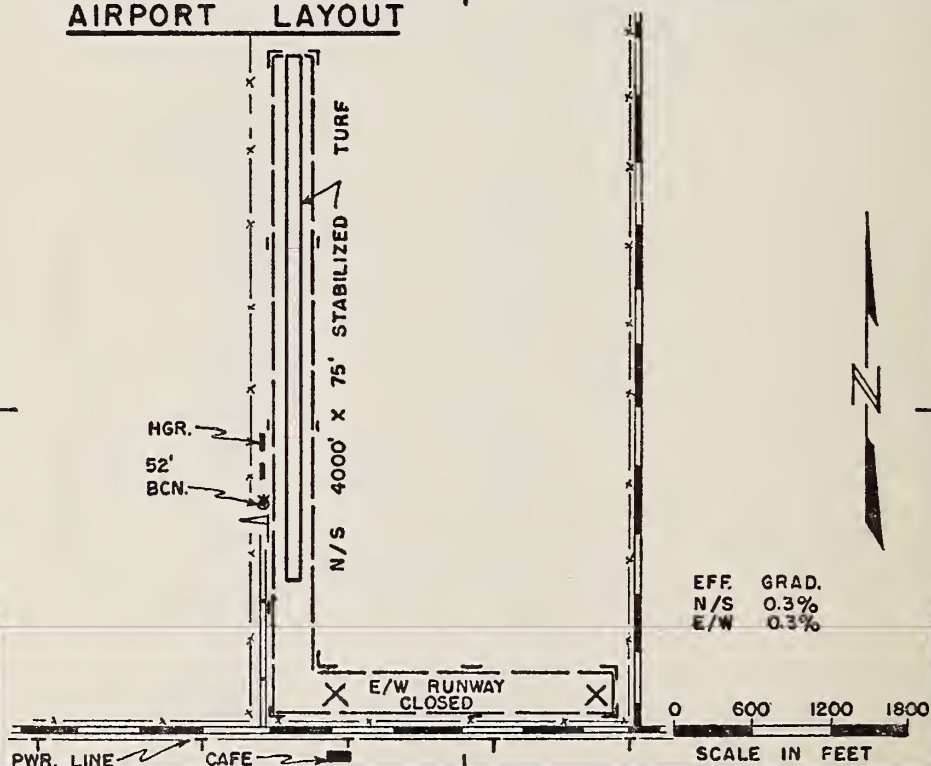 AIRPORT LAYOUT
N/S 4000' X 75' STABILIZED TURF
HGR.
52'
BCN.
N
EFF. GRAD.
N/S 0.3%
E/W 0.3%
E/W RUNWAY
CLOSED
0 600 1200 1800
SCALE IN FEET
PWR. LINE
CAFE